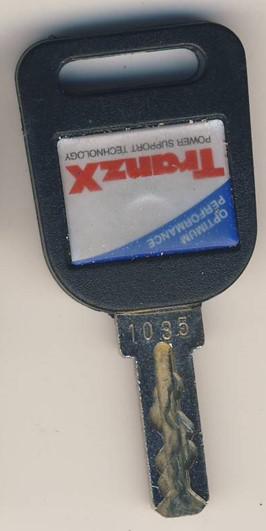 OPTIMUM
PERFORMANCE
TranzX
POWER SUPPORT TECHNOLOGY
1035